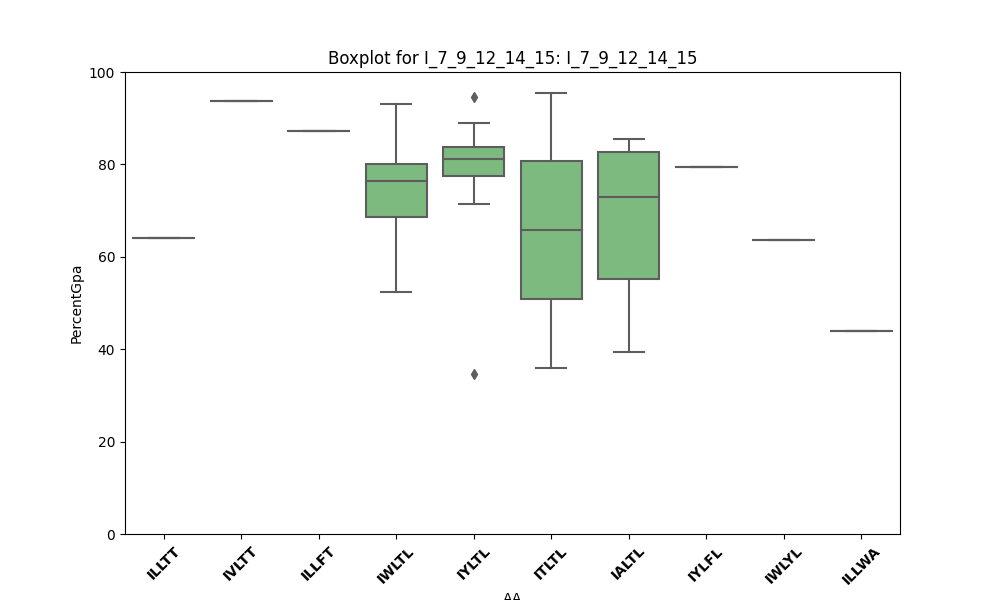 Boxplot for I_7_9_12_14_15: I_7_9_12_14_15
100
80
60
40
20
0
PercentGpa
ILLTT
IVLTT
ILLFT
IWLTL
IYLTL
ITLTL
IALTL
IYLFL
IWLYL
ILLWA
AA